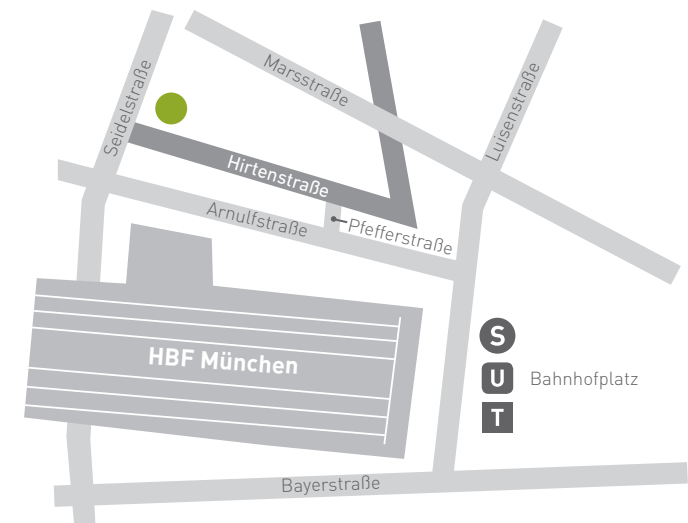 Seidelstraße
Marsstraße
Luisenstraße
Hirtenstraße
Arnulfstraße
Pfefferstraße
HBF München
S
U
Bahnhofplatz
T
Bayerstraße